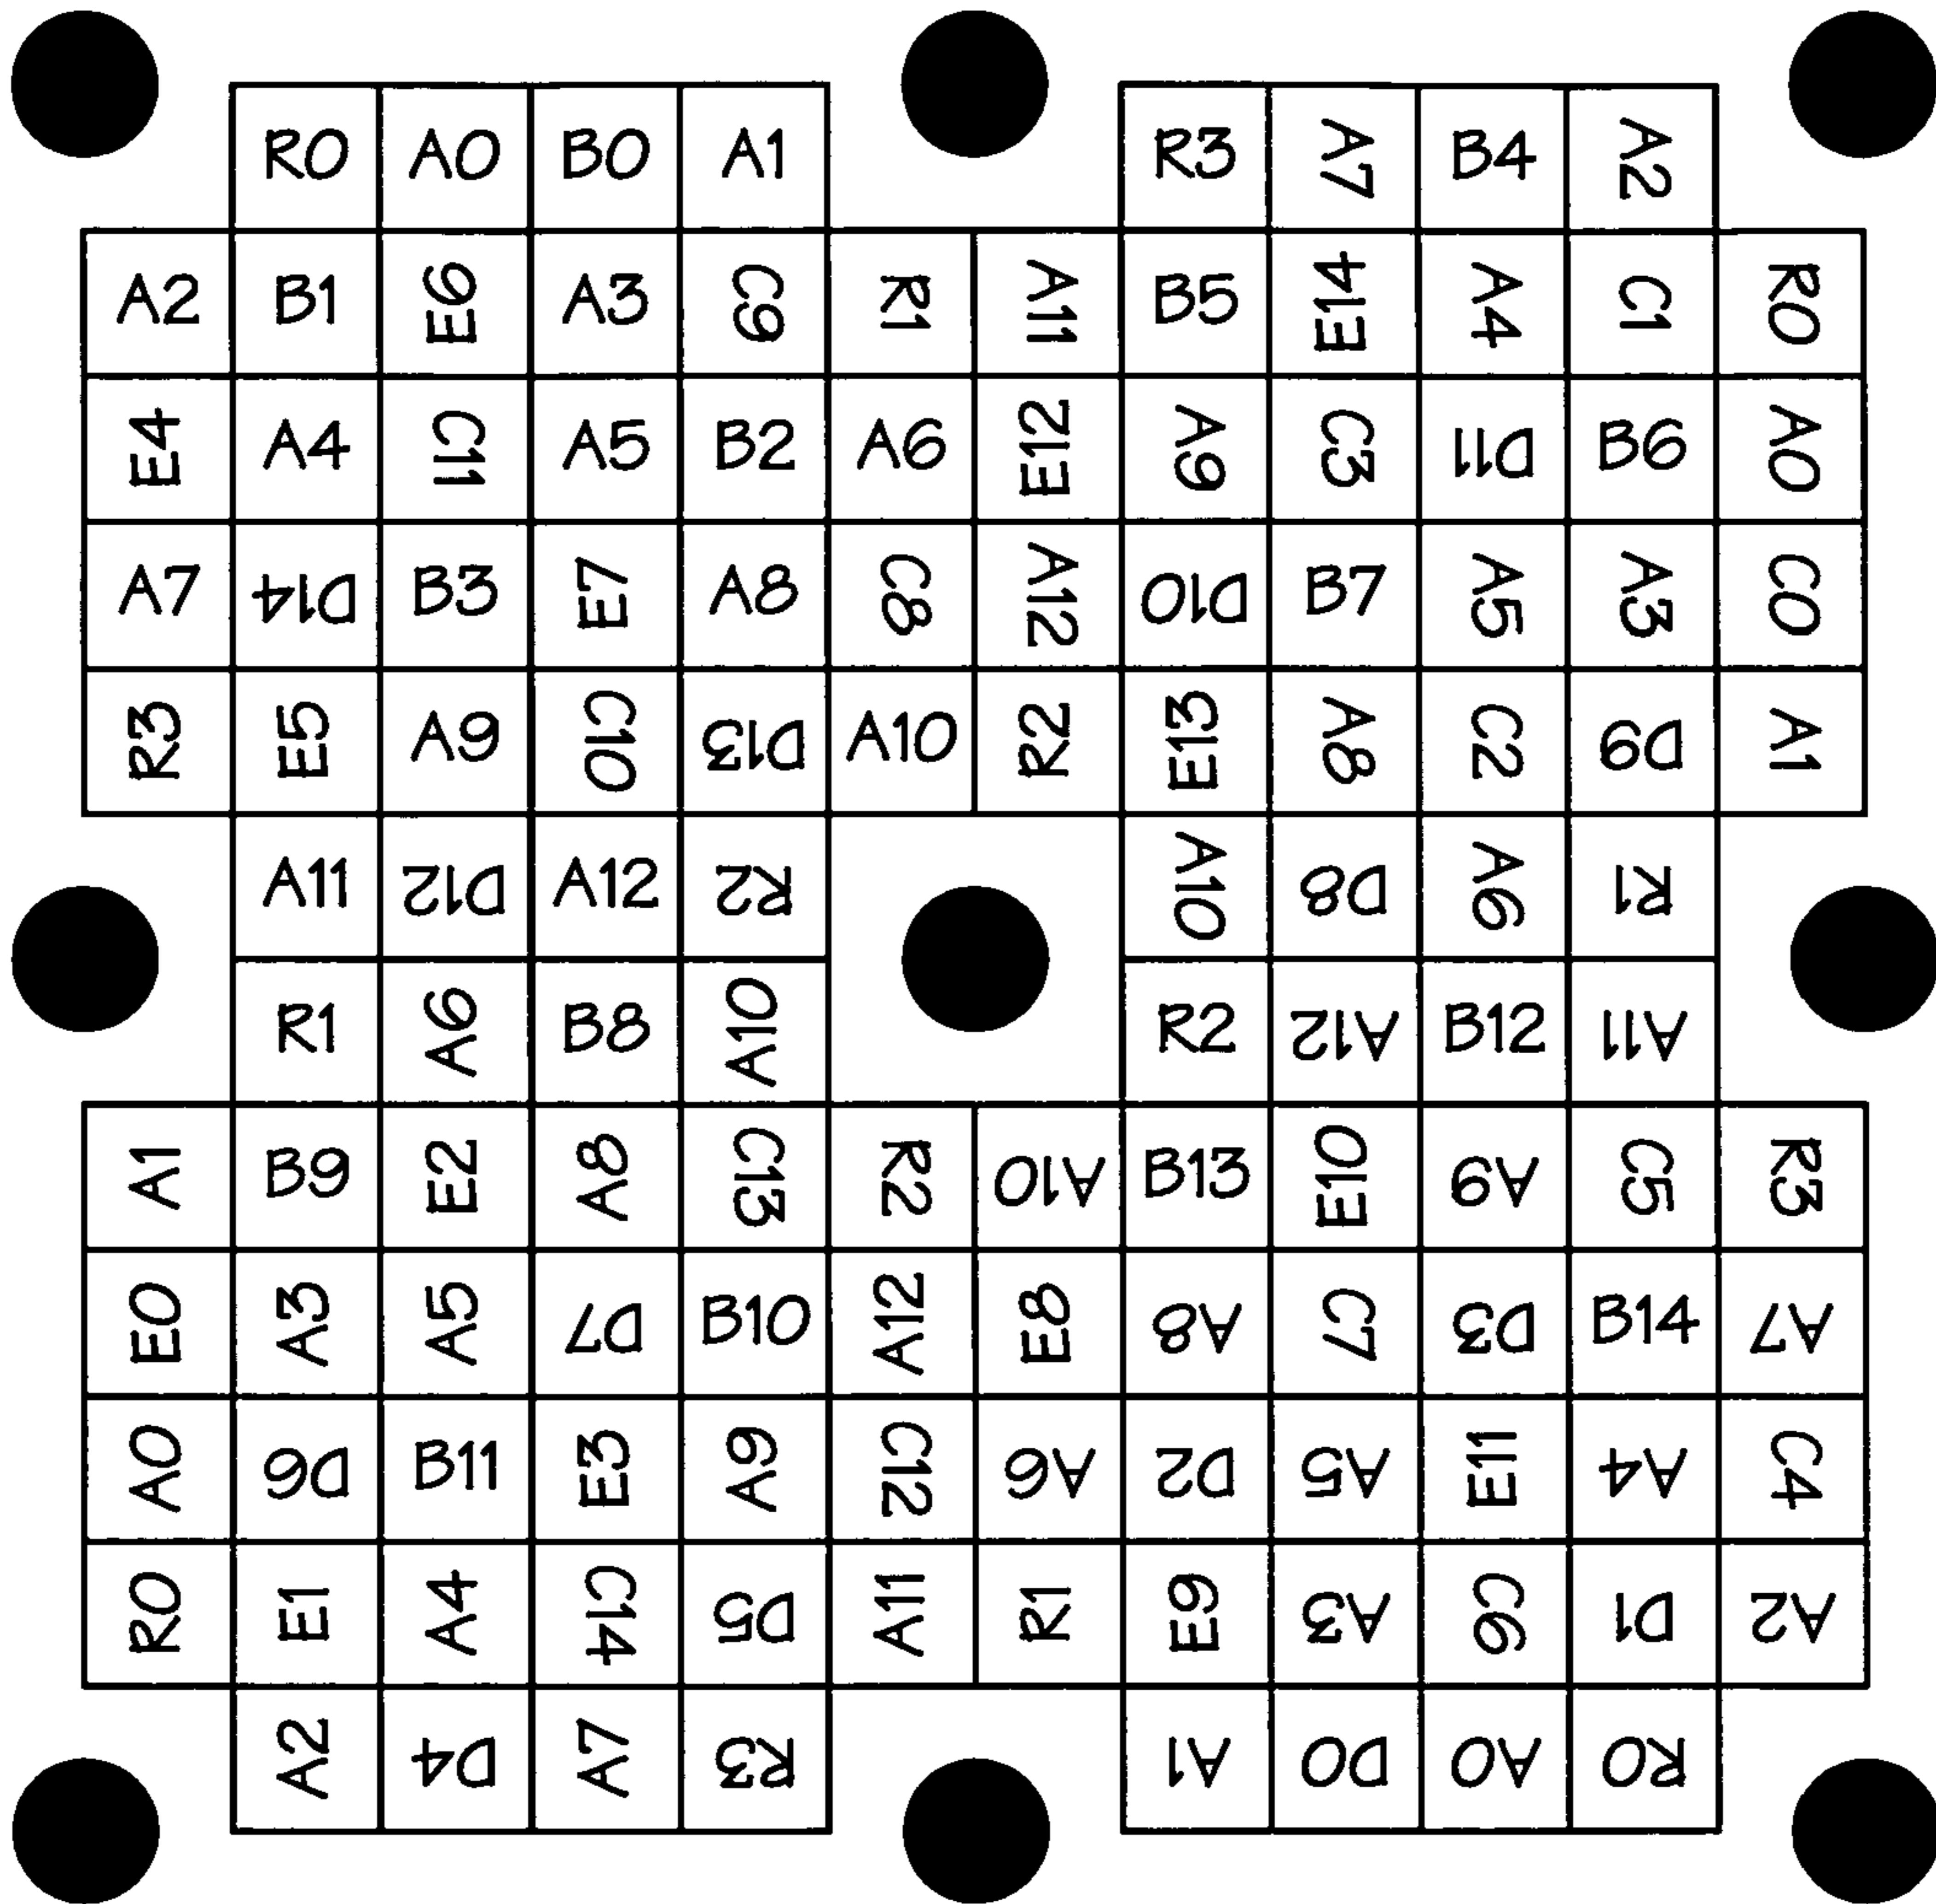 R0 A0 B0 A1 R3 A7 B4 A2
A2 B1 E6 A3 C9 R1 A11 B5 E14 A4 C1 R0
E4 A4 C11 A5 B2 A6 E12 A9 C3 D11 B6 A0
A7 D14 B3 E7 A8 C8 A12 D10 B7 A5 A3 C0
R3 E5 A9 C10 D13 A10 R2 E13 A8 C2 D9 A1
A11 D12 A12 R2 A10 D8 A6 R1
R1 A6 B8 A10 R2 A12 B12 A11
A1 B9 E2 A8 C13 R2 A10 B13 E10 A9 C5 R3
E0 A3 A5 D7 B10 A12 E8 A8 C7 D3 B14 A7
A0 D6 B11 E3 A9 C12 A6 D2 A5 E11 A4 C4
R0 E1 A4 C14 D5 A11 R1 E9 A3 C6 D1 A2
A2 D4 A7 R3 A1 D0 A0 R0